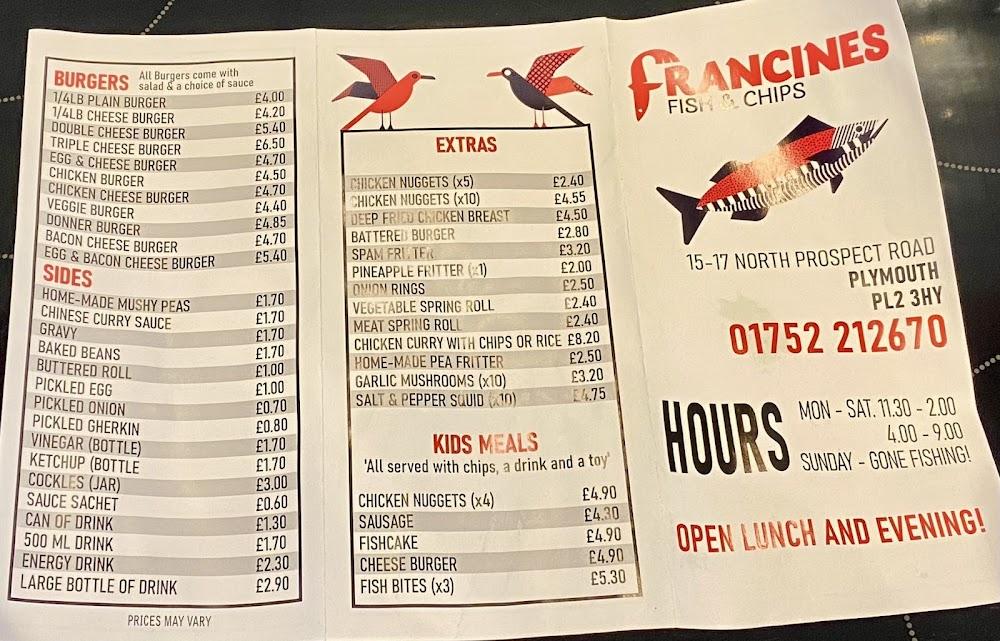 BURGERS All Burgers come with
salad & a choice of sauce
1/4LB PLAIN BURGER £4.00
1/4LB CHEESE BURGER £4.20
DOUBLE CHEESE BURGER £5.40
TRIPLE CHEESE BURGER £6.50
EGG & CHEESE BURGER £4.70
CHICKEN BURGER £4.50
CHICKEN CHEESE BURGER £4.70
VEGGIE BURGER £4.40
DONNER BURGER £4.85
BACON CHEESE BURGER £4.70
EGG & BACON CHEESE BURGER £5.40
SIDES
HOME-MADE MUSHY PEAS £1.70
CHINESE CURRY SAUCE £1.70
GRAVY £1.70
BAKED BEANS £1.70
BUTTERED ROLL £1.00
PICKLED EGG £1.00
PICKLED ONION £0.70
PICKLED GHERKIN £0.80
VINEGAR (BOTTLE) £1.70
KETCHUP (BOTTLE £1.70
COCKLES (JAR) £3.00
SAUCE SACHET £0.60
CAN OF DRINK £1.30
500 ML DRINK £1.70
ENERGY DRINK £2.30
LARGE BOTTLE OF DRINK £2.90
PRICES MAY VARY
EXTRAS
CHICKEN NUGGETS (x5) £2.40
CHICKEN NUGGETS (x10) £4.55
DEEP FRIED CHICKEN BREAST £4.50
BATTERED BURGER £2.80
SPAM FRITTER £3.20
PINEAPPLE FRITTER (x1) £2.00
ONION RINGS £2.50
VEGETABLE SPRING ROLL £2.40
MEAT SPRING ROLL £2.40
CHICKEN CURRY WITH CHIPS OR RICE £8.20
HOME-MADE PEA FRITTER £2.50
GARLIC MUSHROOMS (x10) £3.20
SALT & PEPPER SQUID (x10) £4.75
KIDS MEALS
'All served with chips, a drink and a toy'
CHICKEN NUGGETS (x4) £4.90
SAUSAGE £4.30
FISHCAKE £4.90
CHEESE BURGER £4.90
FISH BITES (x3) £5.30
FRANCINES
FISH & CHIPS
15-17 NORTH PROSPECT ROAD
PLYMOUTH
PL2 3HY
01752 212670
HOURS MON - SAT. 11.30 - 2.00
4.00 - 9.00
SUNDAY - GONE FISHING!
OPEN LUNCH AND EVENING!